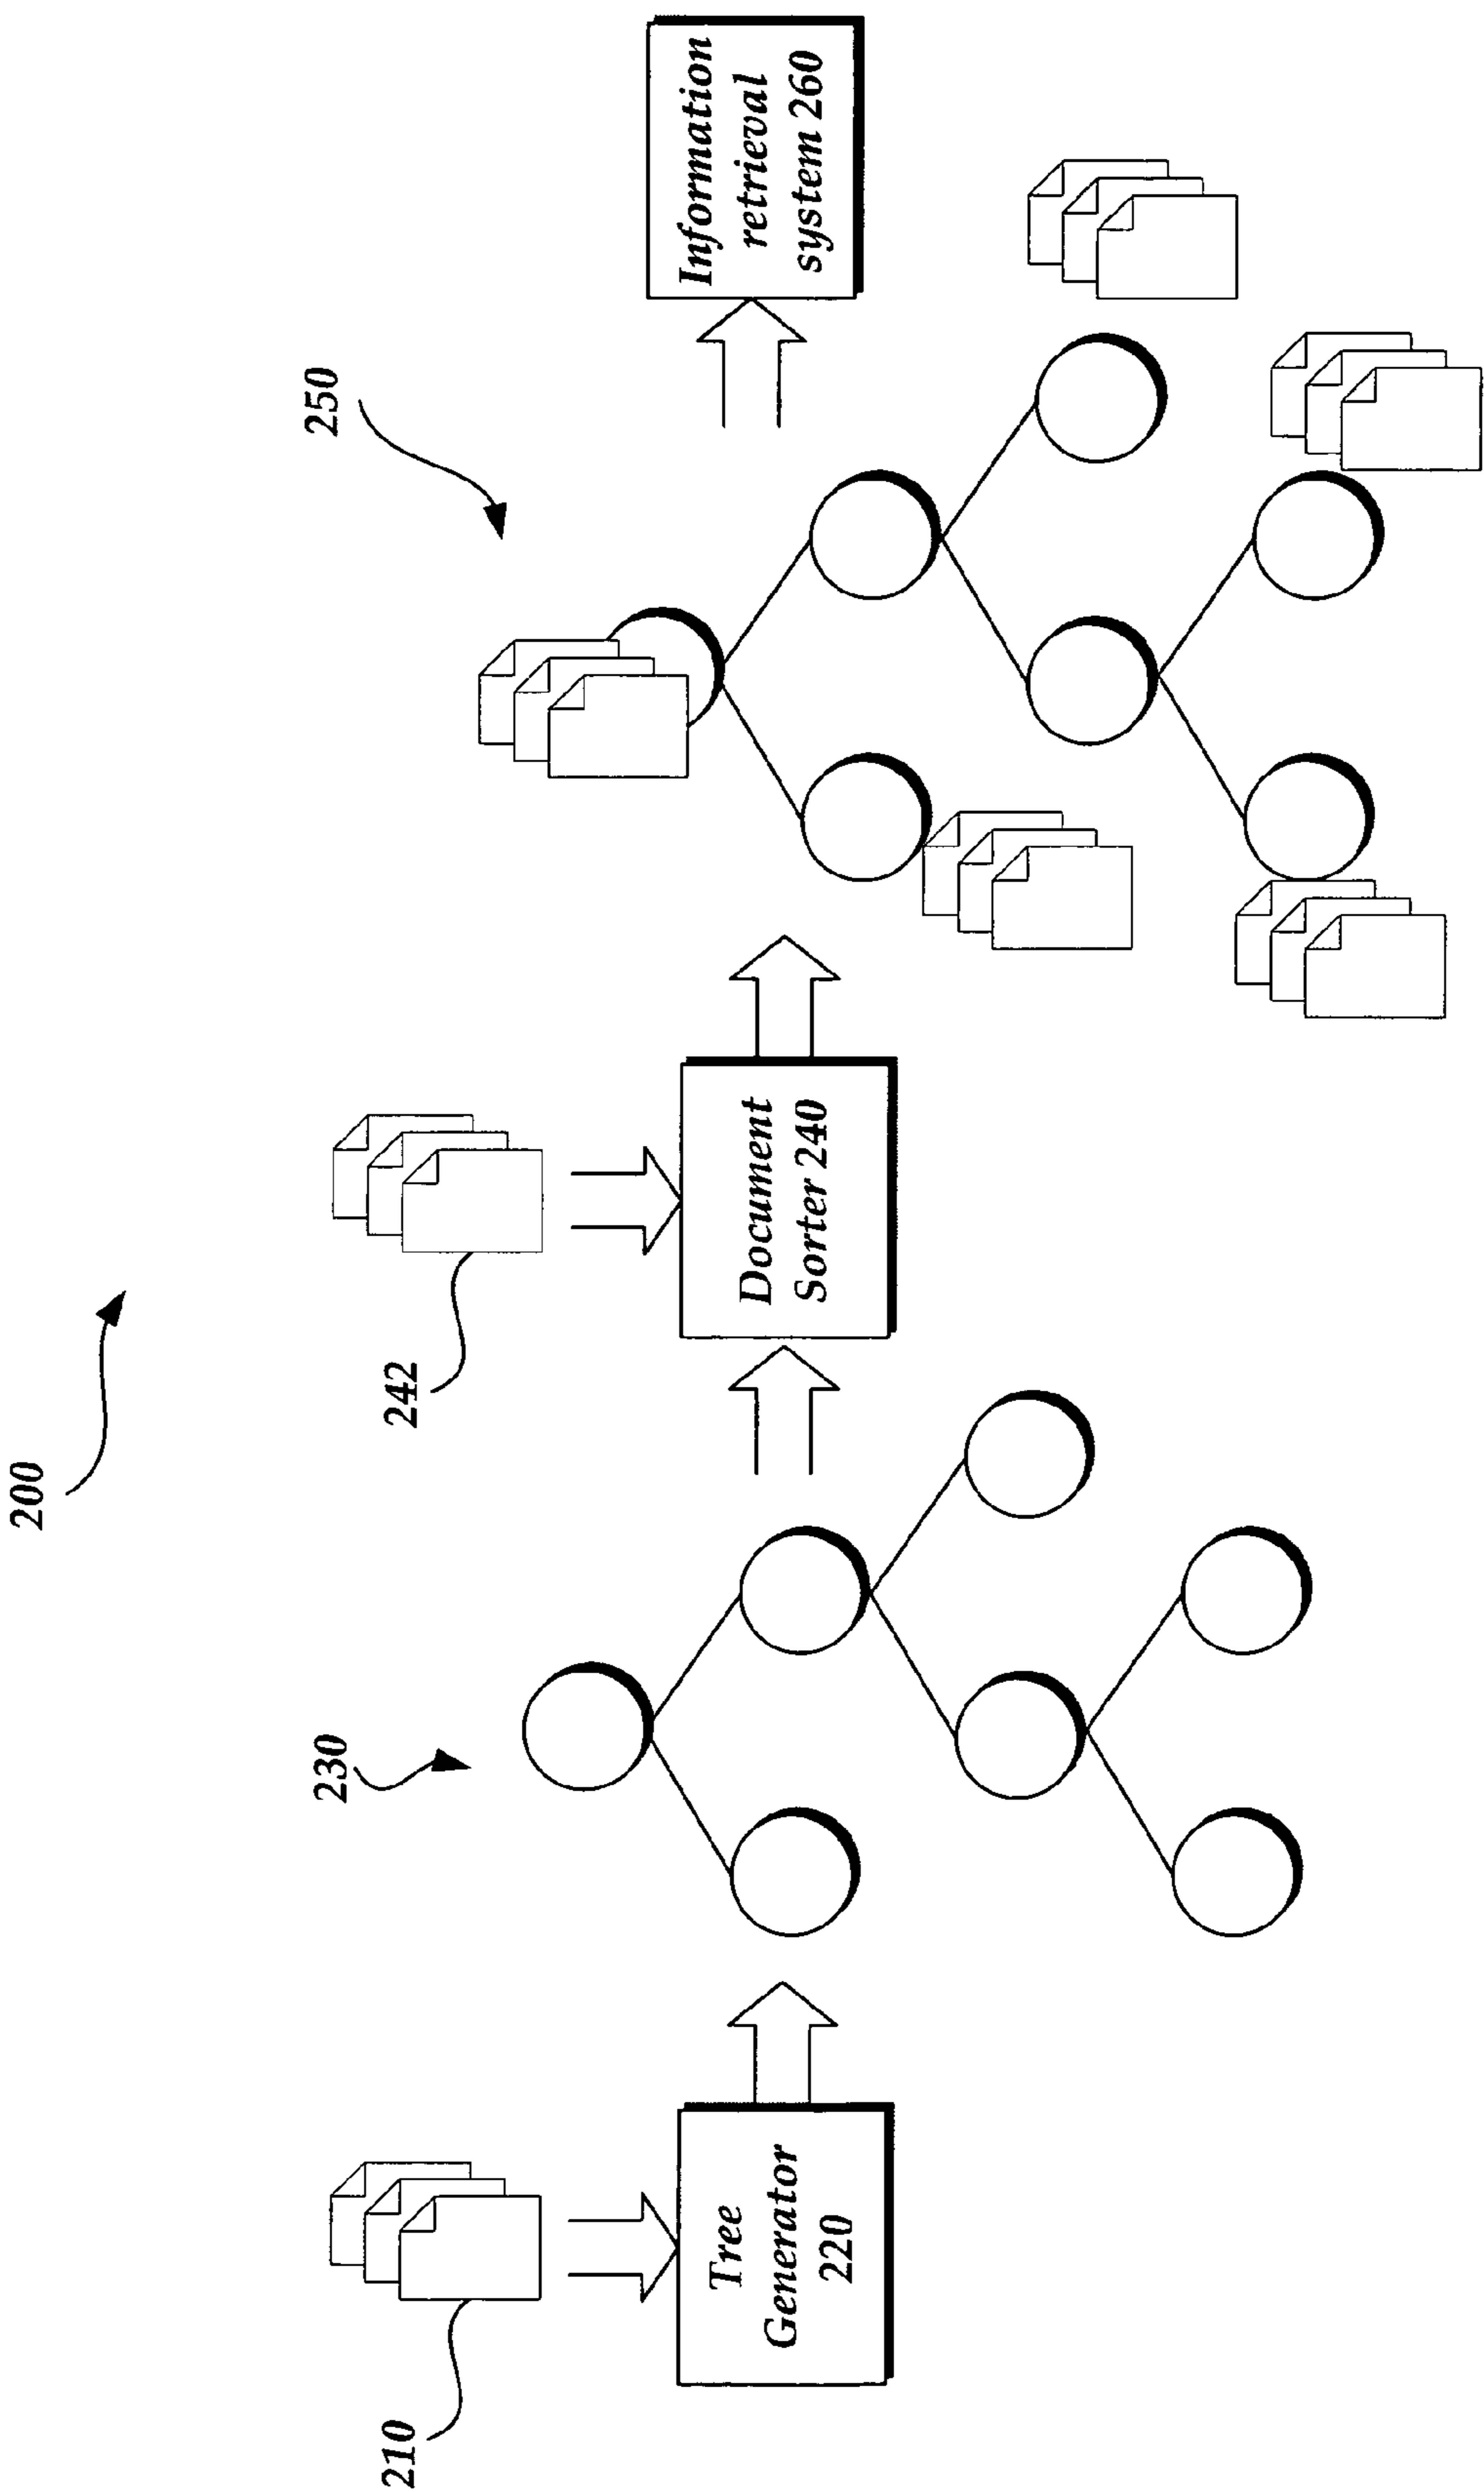 200
210
Tree
Generator
220
230
242
Document
Sorter 240
250
Information
retrieval
system 260